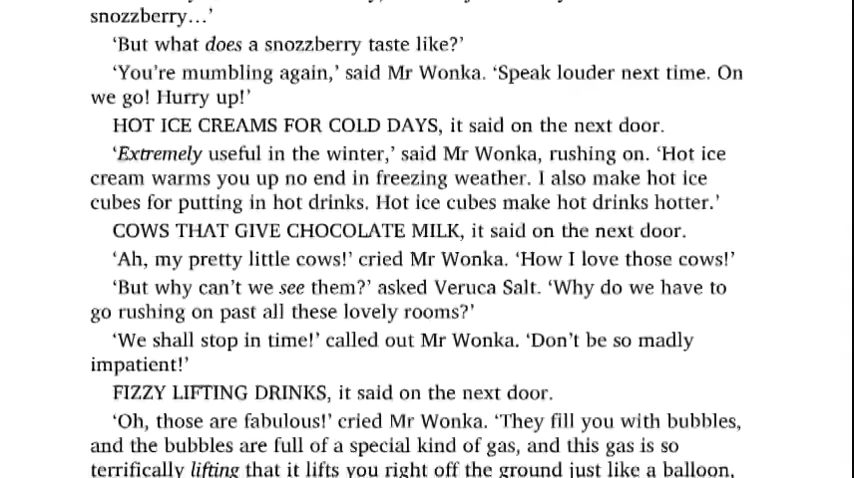 snozzberry...’
‘But what does a snozzberry taste like?’
‘You’re mumbling again,’ said Mr Wonka. ‘Speak louder next time. On
we go! Hurry up!’
HOT ICE CREAMS FOR COLD DAYS, it said on the next door.
‘Extremely useful in the winter,’ said Mr Wonka, rushing on. ‘Hot ice
cream warms you up no end in freezing weather. I also make hot ice
cubes for putting in hot drinks. Hot ice cubes make hot drinks hotter.’
COWS THAT GIVE CHOCOLATE MILK, it said on the next door.
‘Ah, my pretty little cows!’ cried Mr Wonka. ‘How I love those cows!’
‘But why can’t we see them?’ asked Veruca Salt. ‘Why do we have to
go rushing on past all these lovely rooms?’
‘We shall stop in time!’ called out Mr Wonka. ‘Don’t be so madly
impatient!’
FIZZY LIFTING DRINKS, it said on the next door.
‘Oh, those are fabulous!’ cried Mr Wonka. ‘They fill you with bubbles,
and the bubbles are full of a special kind of gas, and this gas is so
terrifically lifting that it lifts you right off the ground just like a balloon,